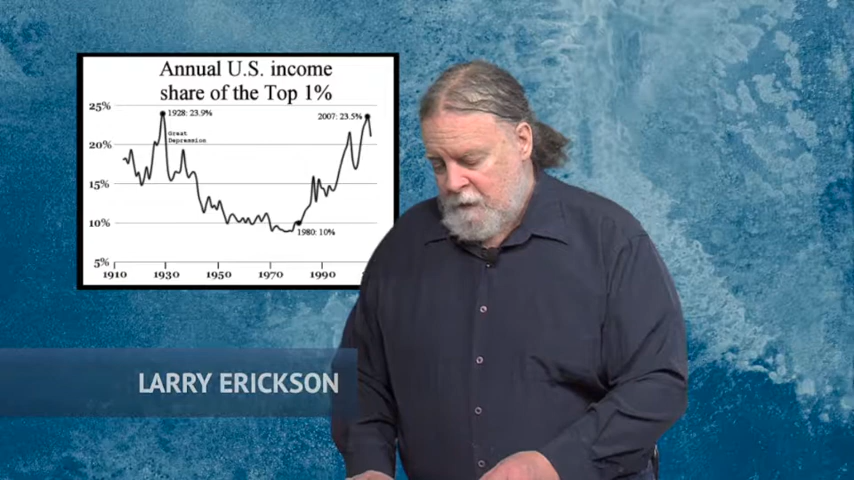 Annual U.S. income
share of the Top 1%
25%
1928: 23.9%
2007: 23.5%
Great
Depression
20%
15%
10%
1980: 10%
5%
1910
1930
1950
1970
1990
LARRY ERICKSON